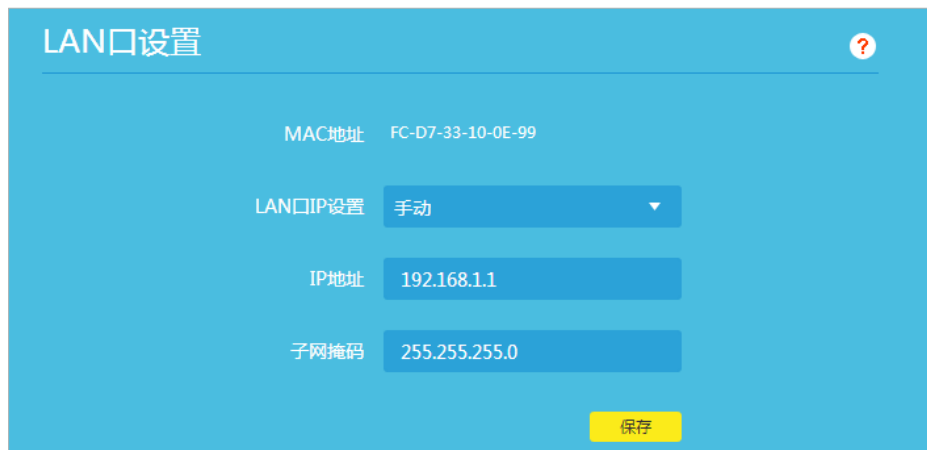 LAN口设置
?
MAC地址 FC-D7-33-10-0E-99
LAN口IP设置 手动
IP地址 192.168.1.1
子网掩码 255.255.255.0
保存